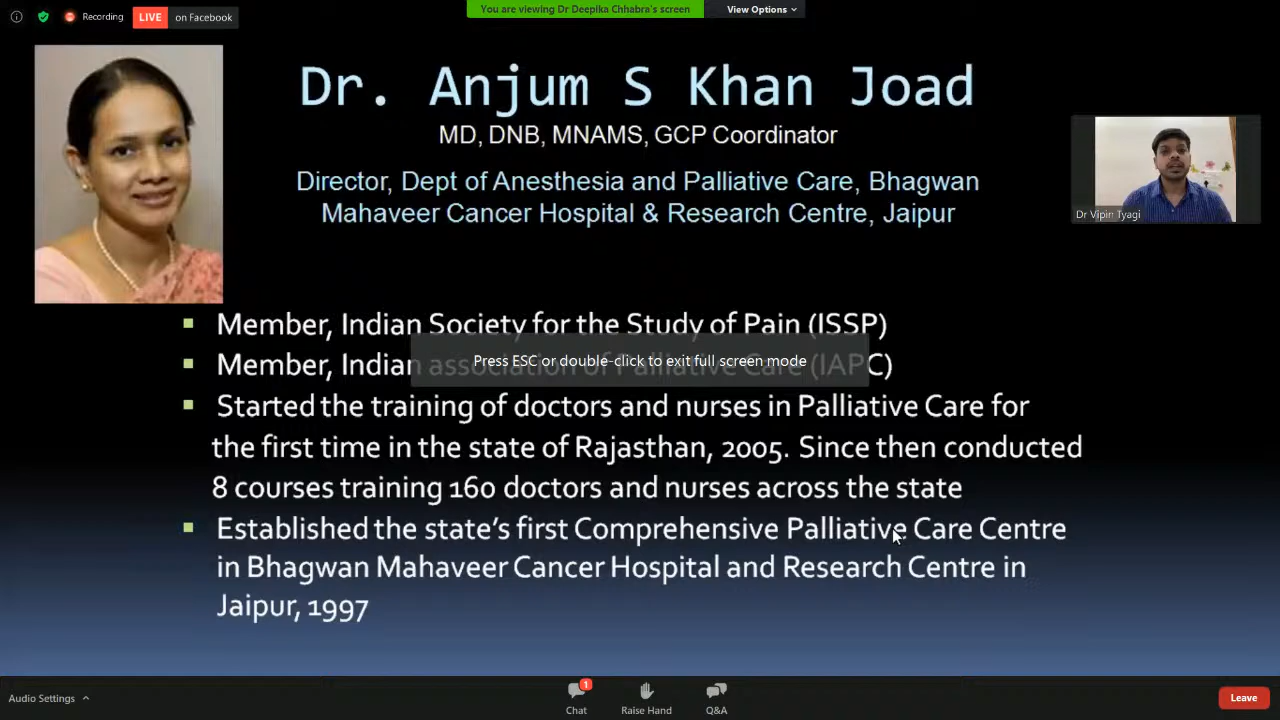 Recording
LIVE on Facebook
You are viewing Dr Deepika Chhabra's screen
View Options
Dr. Anjum S Khan Joad
MD, DNB, MNAMS, GCP Coordinator
Director, Dept of Anesthesia and Palliative Care, Bhagwan
Mahaveer Cancer Hospital & Research Centre, Jaipur
Dr Vipin Tyagi
Member, Indian Society for the Study of Pain (ISSP)
Member, Indian association of Palliative Care (IAPC)
Press ESC or double-click to exit full screen mode
Started the training of doctors and nurses in Palliative Care for
the first time in the state of Rajasthan, 2005. Since then conducted
8 courses training 160 doctors and nurses across the state
Established the state's first Comprehensive Palliative Care Centre
in Bhagwan Mahaveer Cancer Hospital and Research Centre in
Jaipur, 1997
Audio Settings
1
Chat
Raise Hand
Q&A
Leave